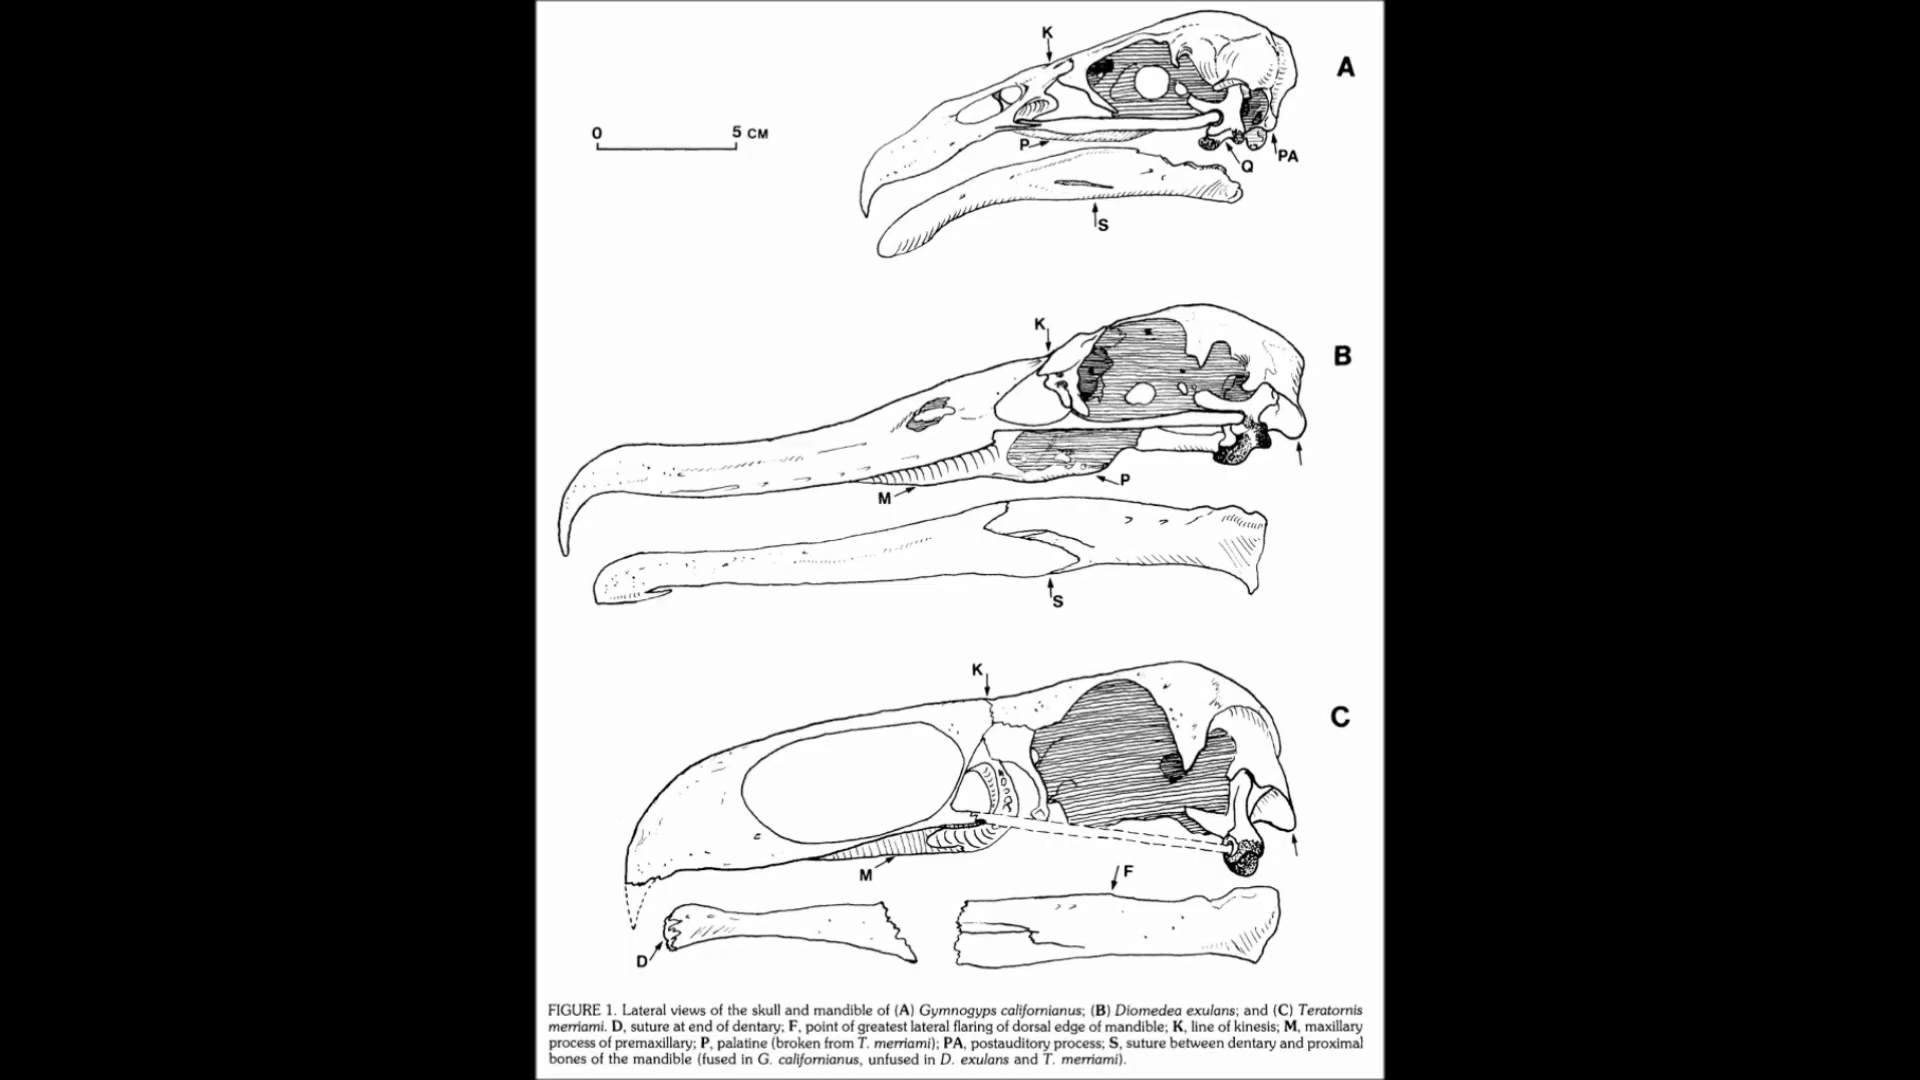 K
A
0 5 CM
P
Q
PA
S
K
B
P
M
S
K
C
M
F
D
FIGURE 1. Lateral views of the skull and mandible of (A) Gymnogyps californianus; (B) Diomedea exulans; and (C) Teratornis
merriami. D, suture at end of dentary; F, point of greatest lateral flaring of dorsal edge of mandible; K, line of kinesis; M, maxillary
process of premaxillary; P, palatine (broken from T. merriami); PA, postauditory process; S, suture between dentary and proximal
bones of the mandible (fused in G. californianus, unfused in D. exulans and T. merriami).